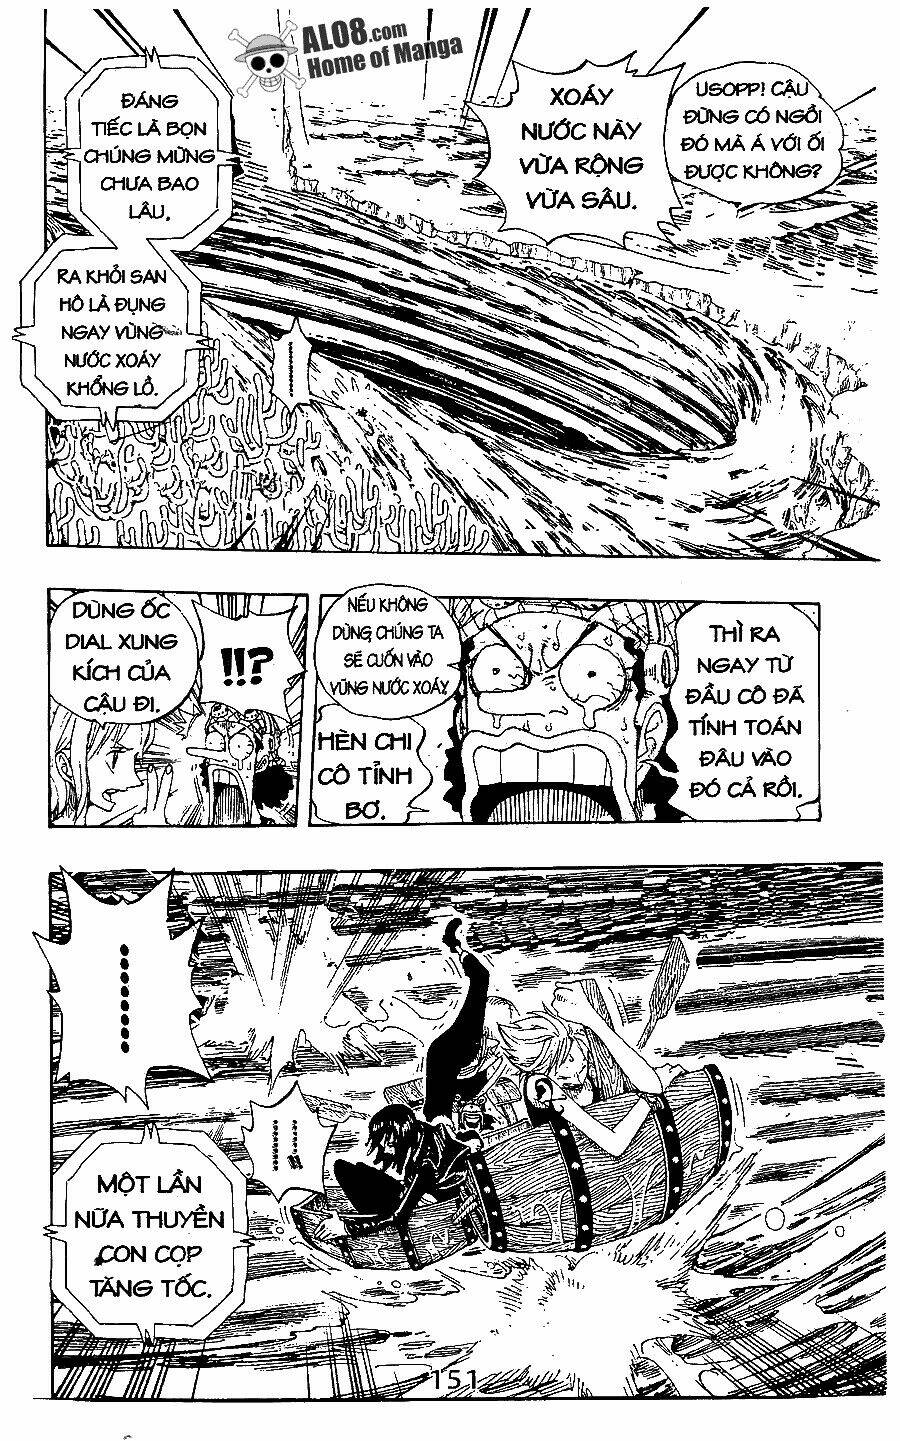 AL08.com
Home of Manga
USOPP! CẬU
ĐỪNG CÓ NGỒI
ĐÓ MÀ Á VỚI ỐI
ĐƯỢC KHÔNG?
XOÁY
NƯỚC NÀY
VỪA RỘNG
VỪA SÂU.
ĐÁNG
TIẾC LÀ BỌN
CHÚNG MỪNG
CHƯA BAO
LÂU.
RA KHỎI SAN
HÔ LÀ ĐỤNG
NGAY VÙNG
NƯỚC XOÁY
KHỔNG LỒ.
THÌ RA
NGAY TỪ
ĐẦU CÔ ĐÃ
TÍNH TOÁN
ĐÂU VÀO
ĐÓ CẢ RỒI.
NẾU KHÔNG
DÙNG, CHÚNG TA
SẼ CUỐN VÀO
VŨNG NƯỚC XOÁY.
HÈN CHI
CÔ TỈNH
BƠ.
!!?
DÙNG ỐC
DIAL XUNG
KÍCH CỦA
CẬU ĐI.
MỘT LẦN
NỮA THUYỀN
CON CỌP
TĂNG TỐC.
151